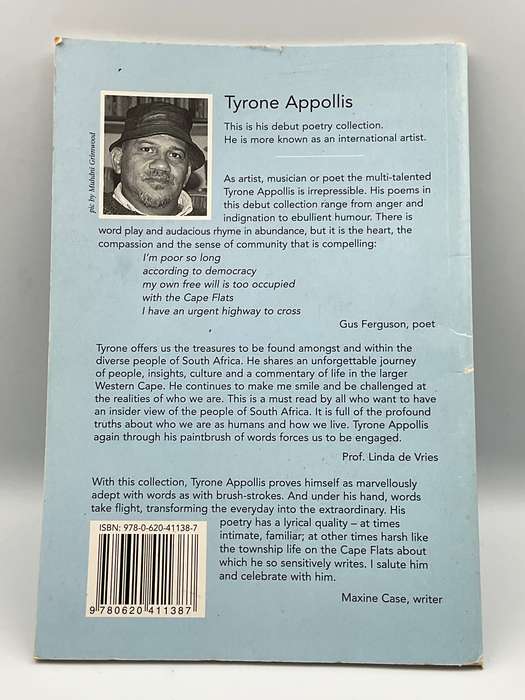 Tyrone Appollis
This is his debut poetry collection.
He is more known as an international artist.
pic by Muhdni Grimwood
As artist, musician or poet the multi-talented
Tyrone Appollis is irrepressible. His poems in
this debut collection range from anger and
indignation to ebullient humour. There is
word play and audacious rhyme in abundance, but it is the heart, the
compassion and the sense of community that is compelling:
I'm poor so long
according to democracy
my own free will is too occupied
with the Cape Flats
I have an urgent highway to cross
Gus Ferguson, poet
Tyrone offers us the treasures to be found amongst and within the
diverse people of South Africa. He shares an unforgettable journey
of people, insights, culture and a commentary of life in the larger
Western Cape. He continues to make me smile and be challenged at
the realities of who we are. This is a must read by all who want to have
an insider view of the people of South Africa. It is full of the profound
truths about who we are as humans and how we live. Tyrone Appollis
again through his paintbrush of words forces us to be engaged.
Prof. Linda de Vries
With this collection, Tyrone Appollis proves himself as marvellously
adept with words as with brush-strokes. And under his hand, words
take flight, transforming the everyday into the extraordinary. His
poetry has a lyrical quality – at times
intimate, familiar; at other times harsh like
the township life on the Cape Flats about
which he so sensitively writes. I salute him
and celebrate with him.
Maxine Case, writer
ISBN: 978-0-620-41138-7
9 780620 411387